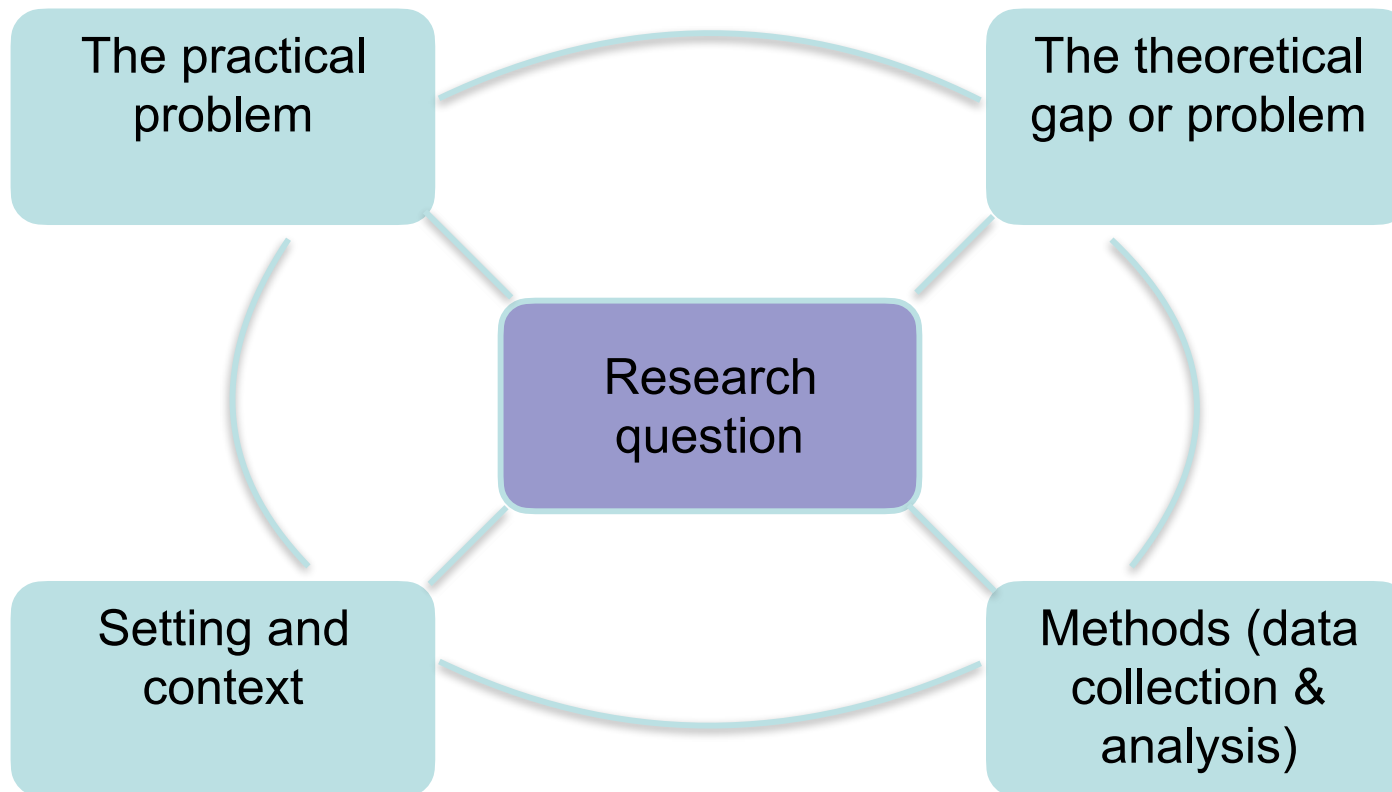 The practical
problem
The theoretical
gap or problem
Research
question
Setting and
context
Methods (data
collection &
analysis)